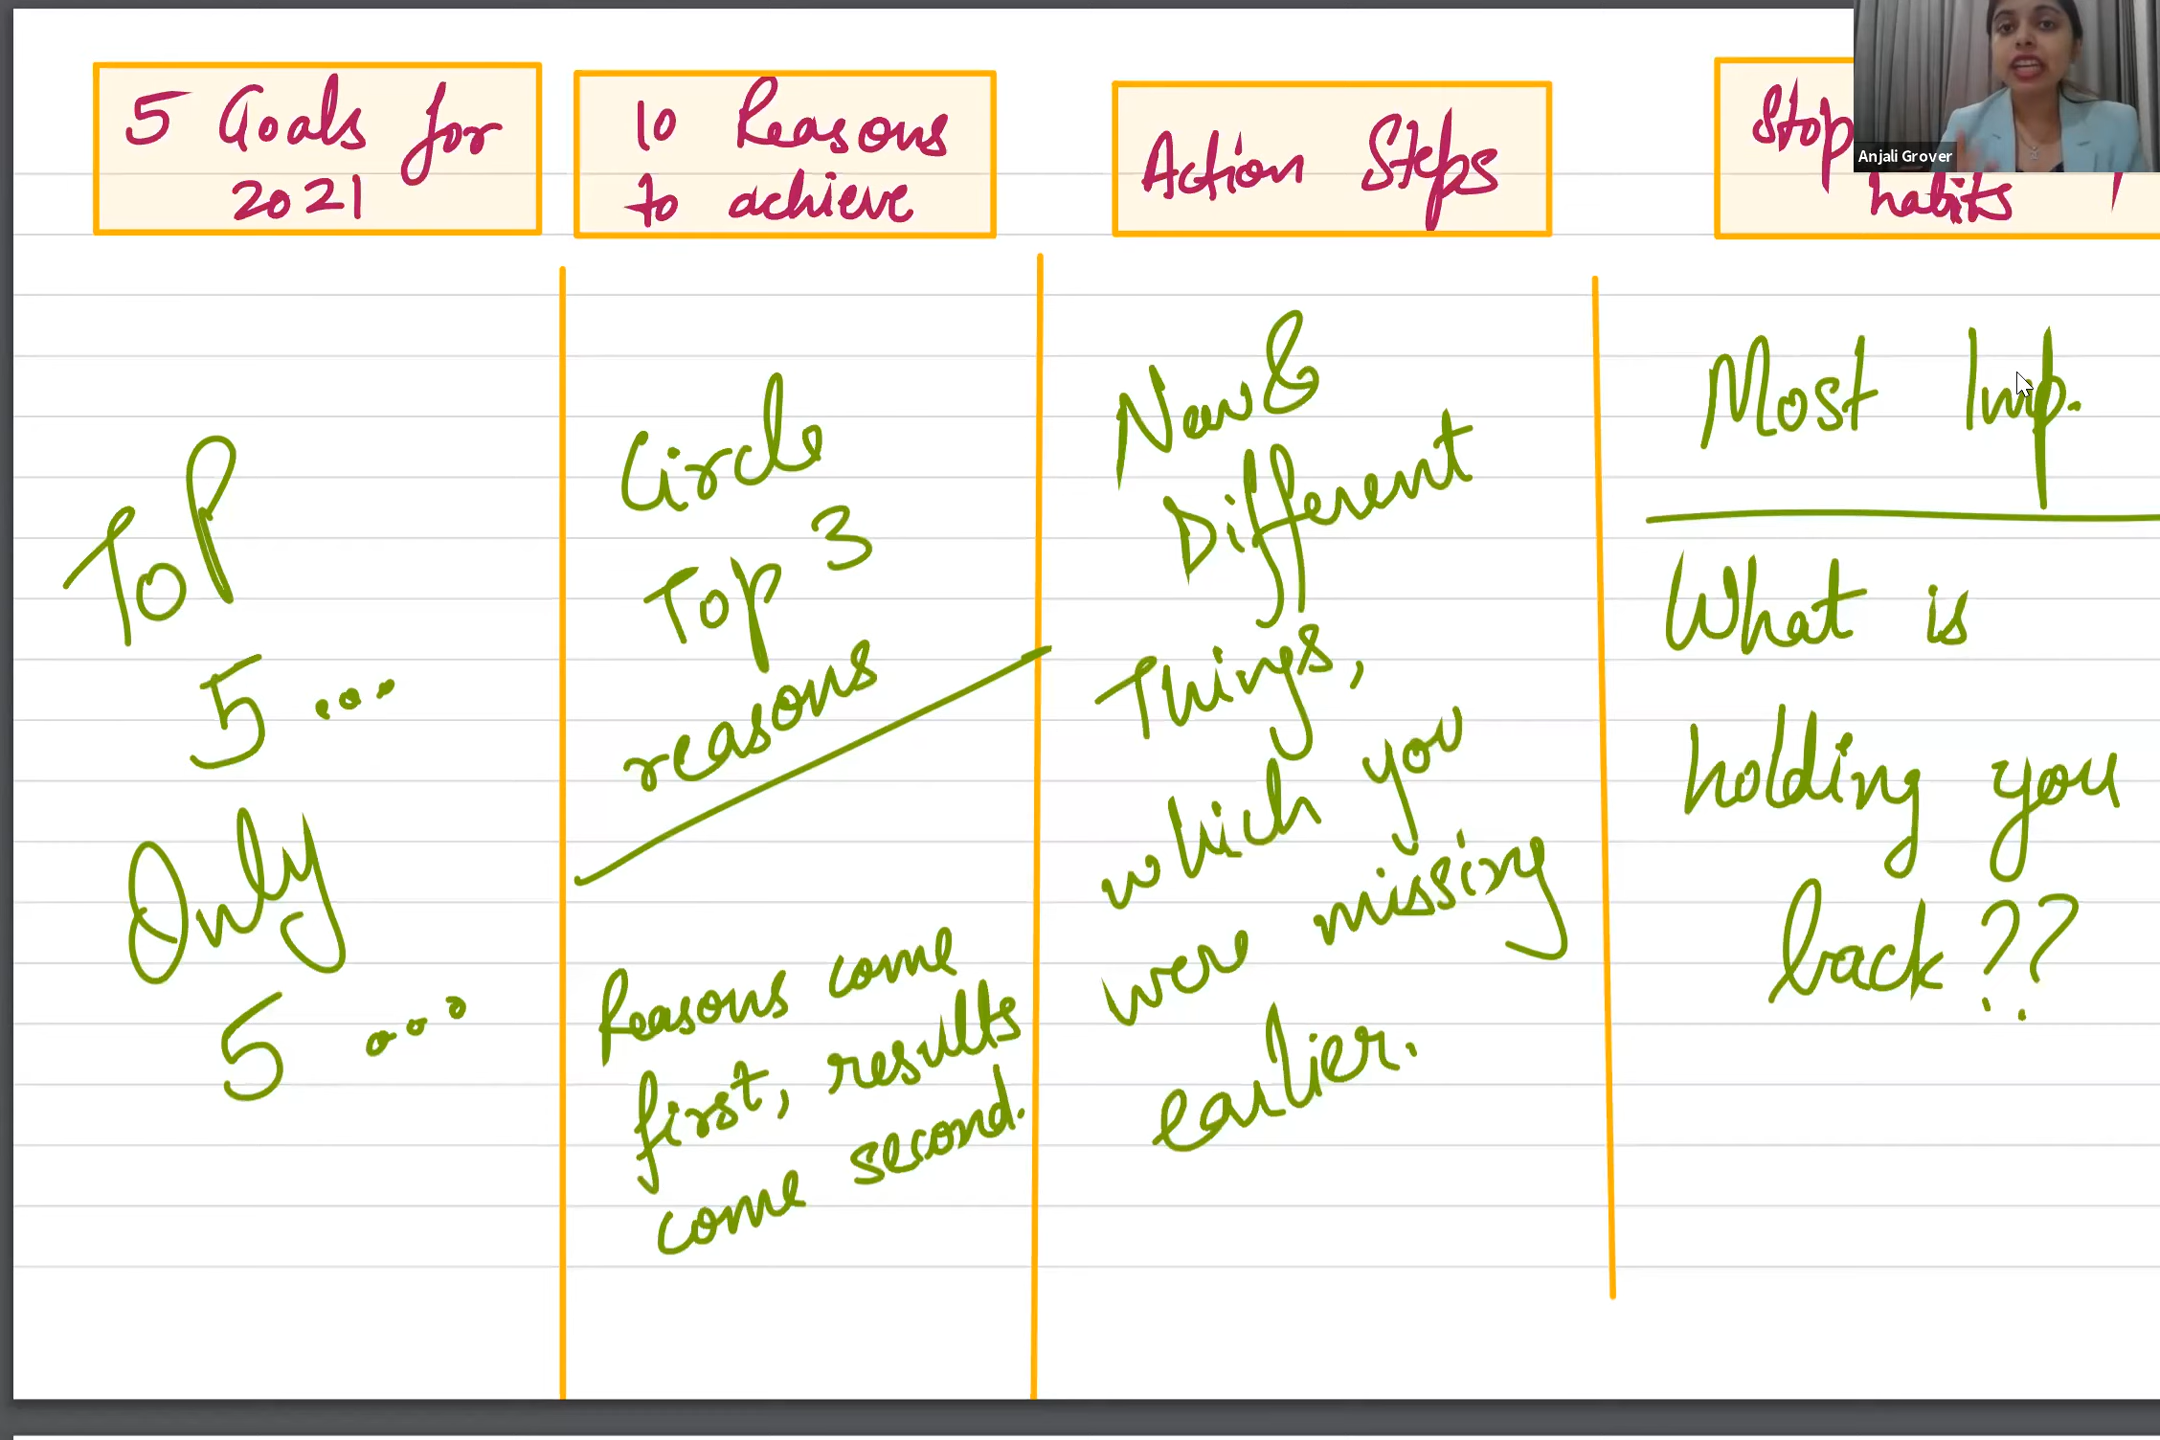 5 Goals for
2021
10 Reasons
to achieve
Action Steps
Stop
habits
Anjali Grover
Top
5 ...
Only
5 ...
Circle
Top 3
reasons
Reasons come
first, results
come second.
New &
Different
Things,
which you
were missing
earlier.
Most Imp.
What is
holding you
back ??